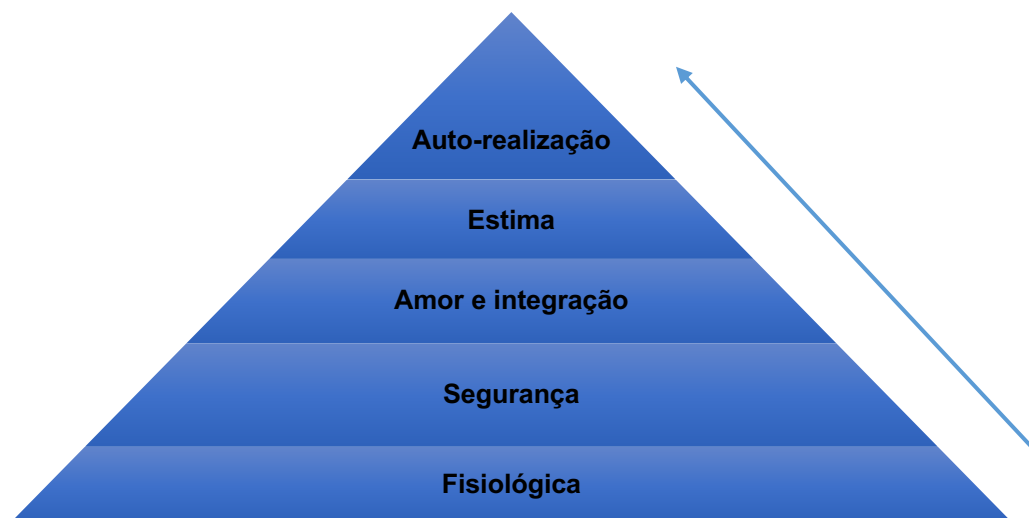 Auto-realização
Estima
Amor e integração
Segurança
Fisiológica